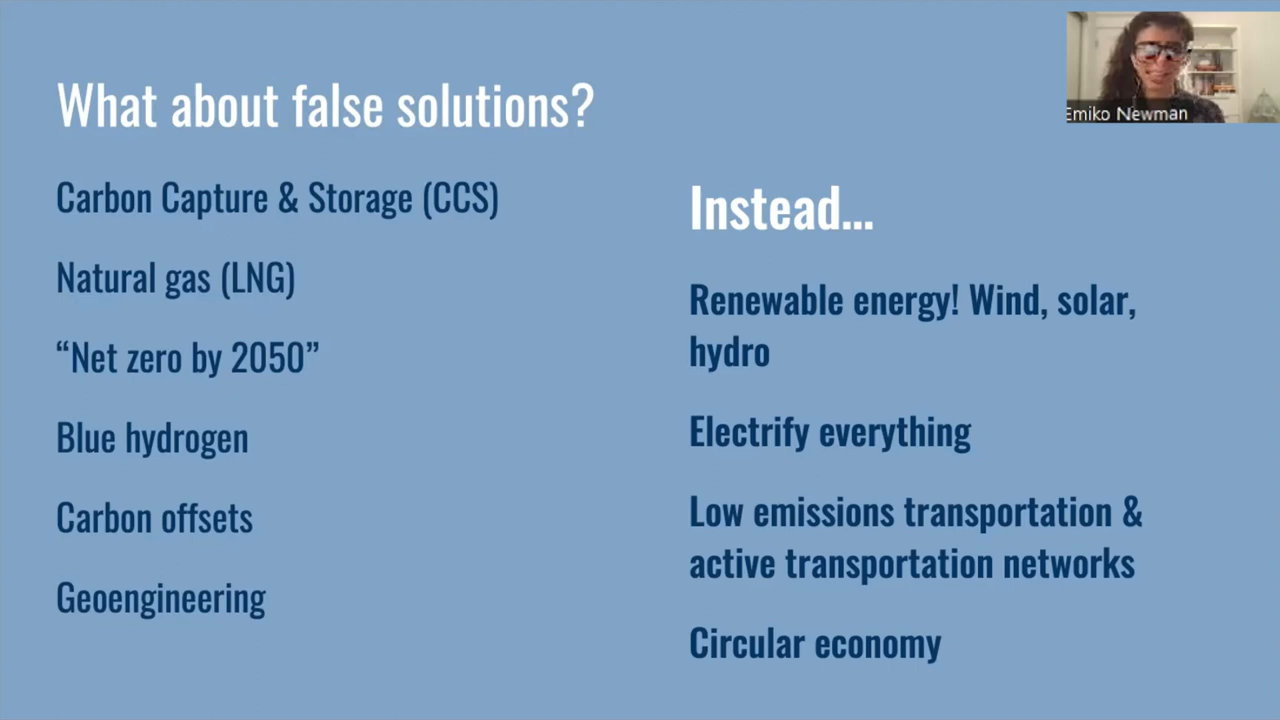 What about false solutions?
Carbon Capture & Storage (CCS)
Natural gas (LNG)
“Net zero by 2050”
Blue hydrogen
Carbon offsets
Geoengineering
Instead...
Renewable energy! Wind, solar,
hydro
Electrify everything
Low emissions transportation &
active transportation networks
Circular economy
Emiko Newman